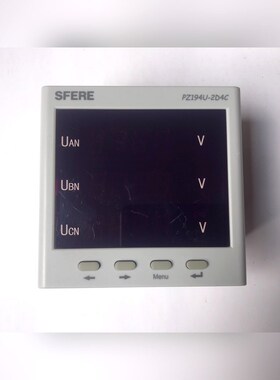 SFERE PZ194U-2D4C
UAN V
UBN V
UCN V
← → Menu ↵